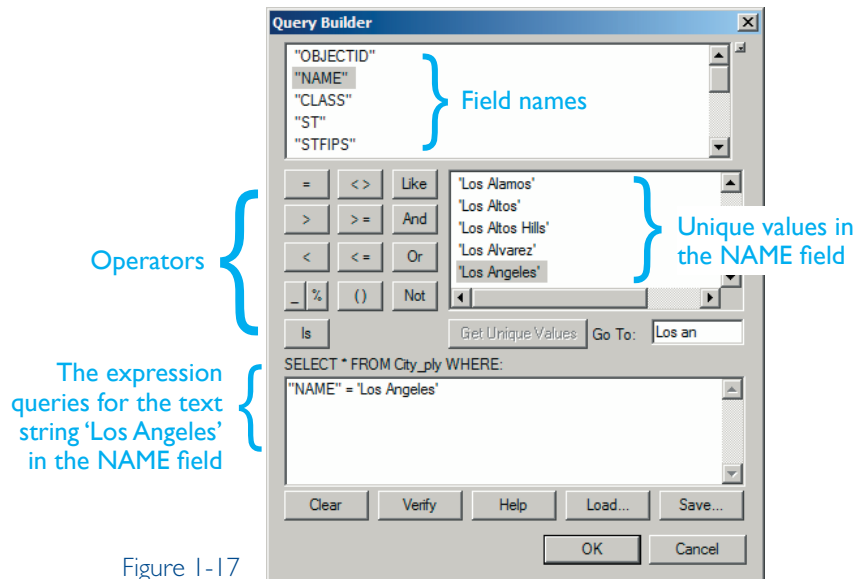 Query Builder
"OBJECTID"
"NAME"
"CLASS"
"ST"
"STFIPS"
Field names
= < > Like
> > = And
< < = Or
_ % ( ) Not
Is
Operators
'Los Alamos'
'Los Altos'
'Los Altos Hills'
'Los Alvarez'
'Los Angeles'
Unique values in
the NAME field
Get Unique Values Go To: Los an
SELECT * FROM City_ply WHERE:
"NAME" = 'Los Angeles'
The expression
queries for the text
string ‘Los Angeles’
in the NAME field
Clear Verify Help Load... Save...
OK Cancel
Figure 1-17